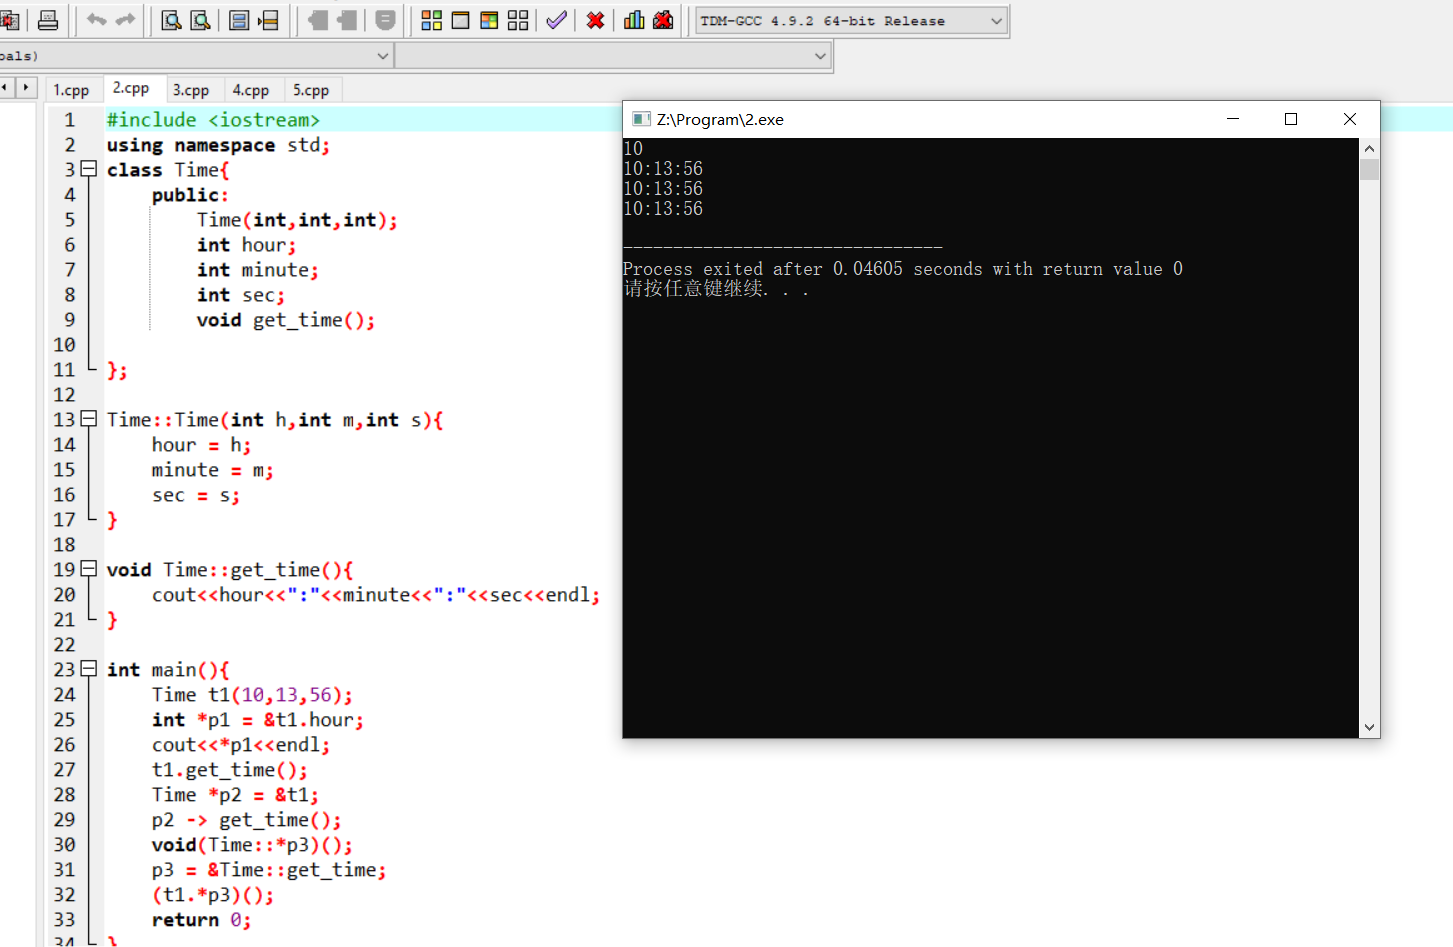 TDM-GCC 4.9.2 64-bit Release
1.cpp 2.cpp 3.cpp 4.cpp 5.cpp
1 #include <iostream>
2 using namespace std;
3 class Time{
4 public:
5 Time(int,int,int);
6 int hour;
7 int minute;
8 int sec;
9 void get_time();
10
11 };
12
13 Time::Time(int h,int m,int s){
14 hour = h;
15 minute = m;
16 sec = s;
17 }
18
19 void Time::get_time(){
20 cout<<hour<<":"<<minute<<":"<<sec<<endl;
21 }
22
23 int main(){
24 Time t1(10,13,56);
25 int *p1 = &t1.hour;
26 cout<<*p1<<endl;
27 t1.get_time();
28 Time *p2 = &t1;
29 p2 -> get_time();
30 void(Time::*p3)();
31 p3 = &Time::get_time;
32 (t1.*p3)();
33 return 0;
34 }
Z:\Program\2.exe
10
10:13:56
10:13:56
10:13:56
--------------------------------
Process exited after 0.04605 seconds with return value 0
请按任意键继续. . .